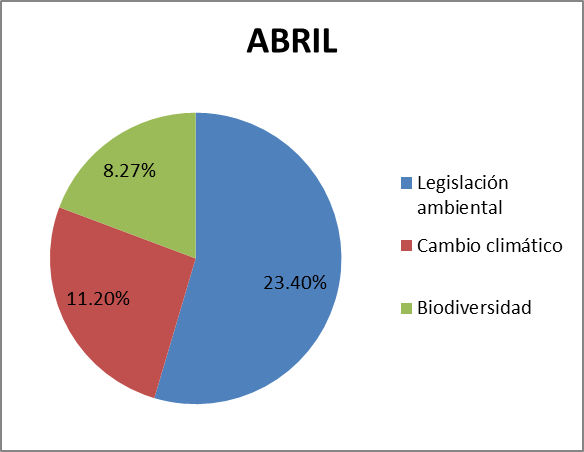 ABRIL
8.27%
23.40%
11.20%
Legislación
ambiental
Cambio climático
Biodiversidad